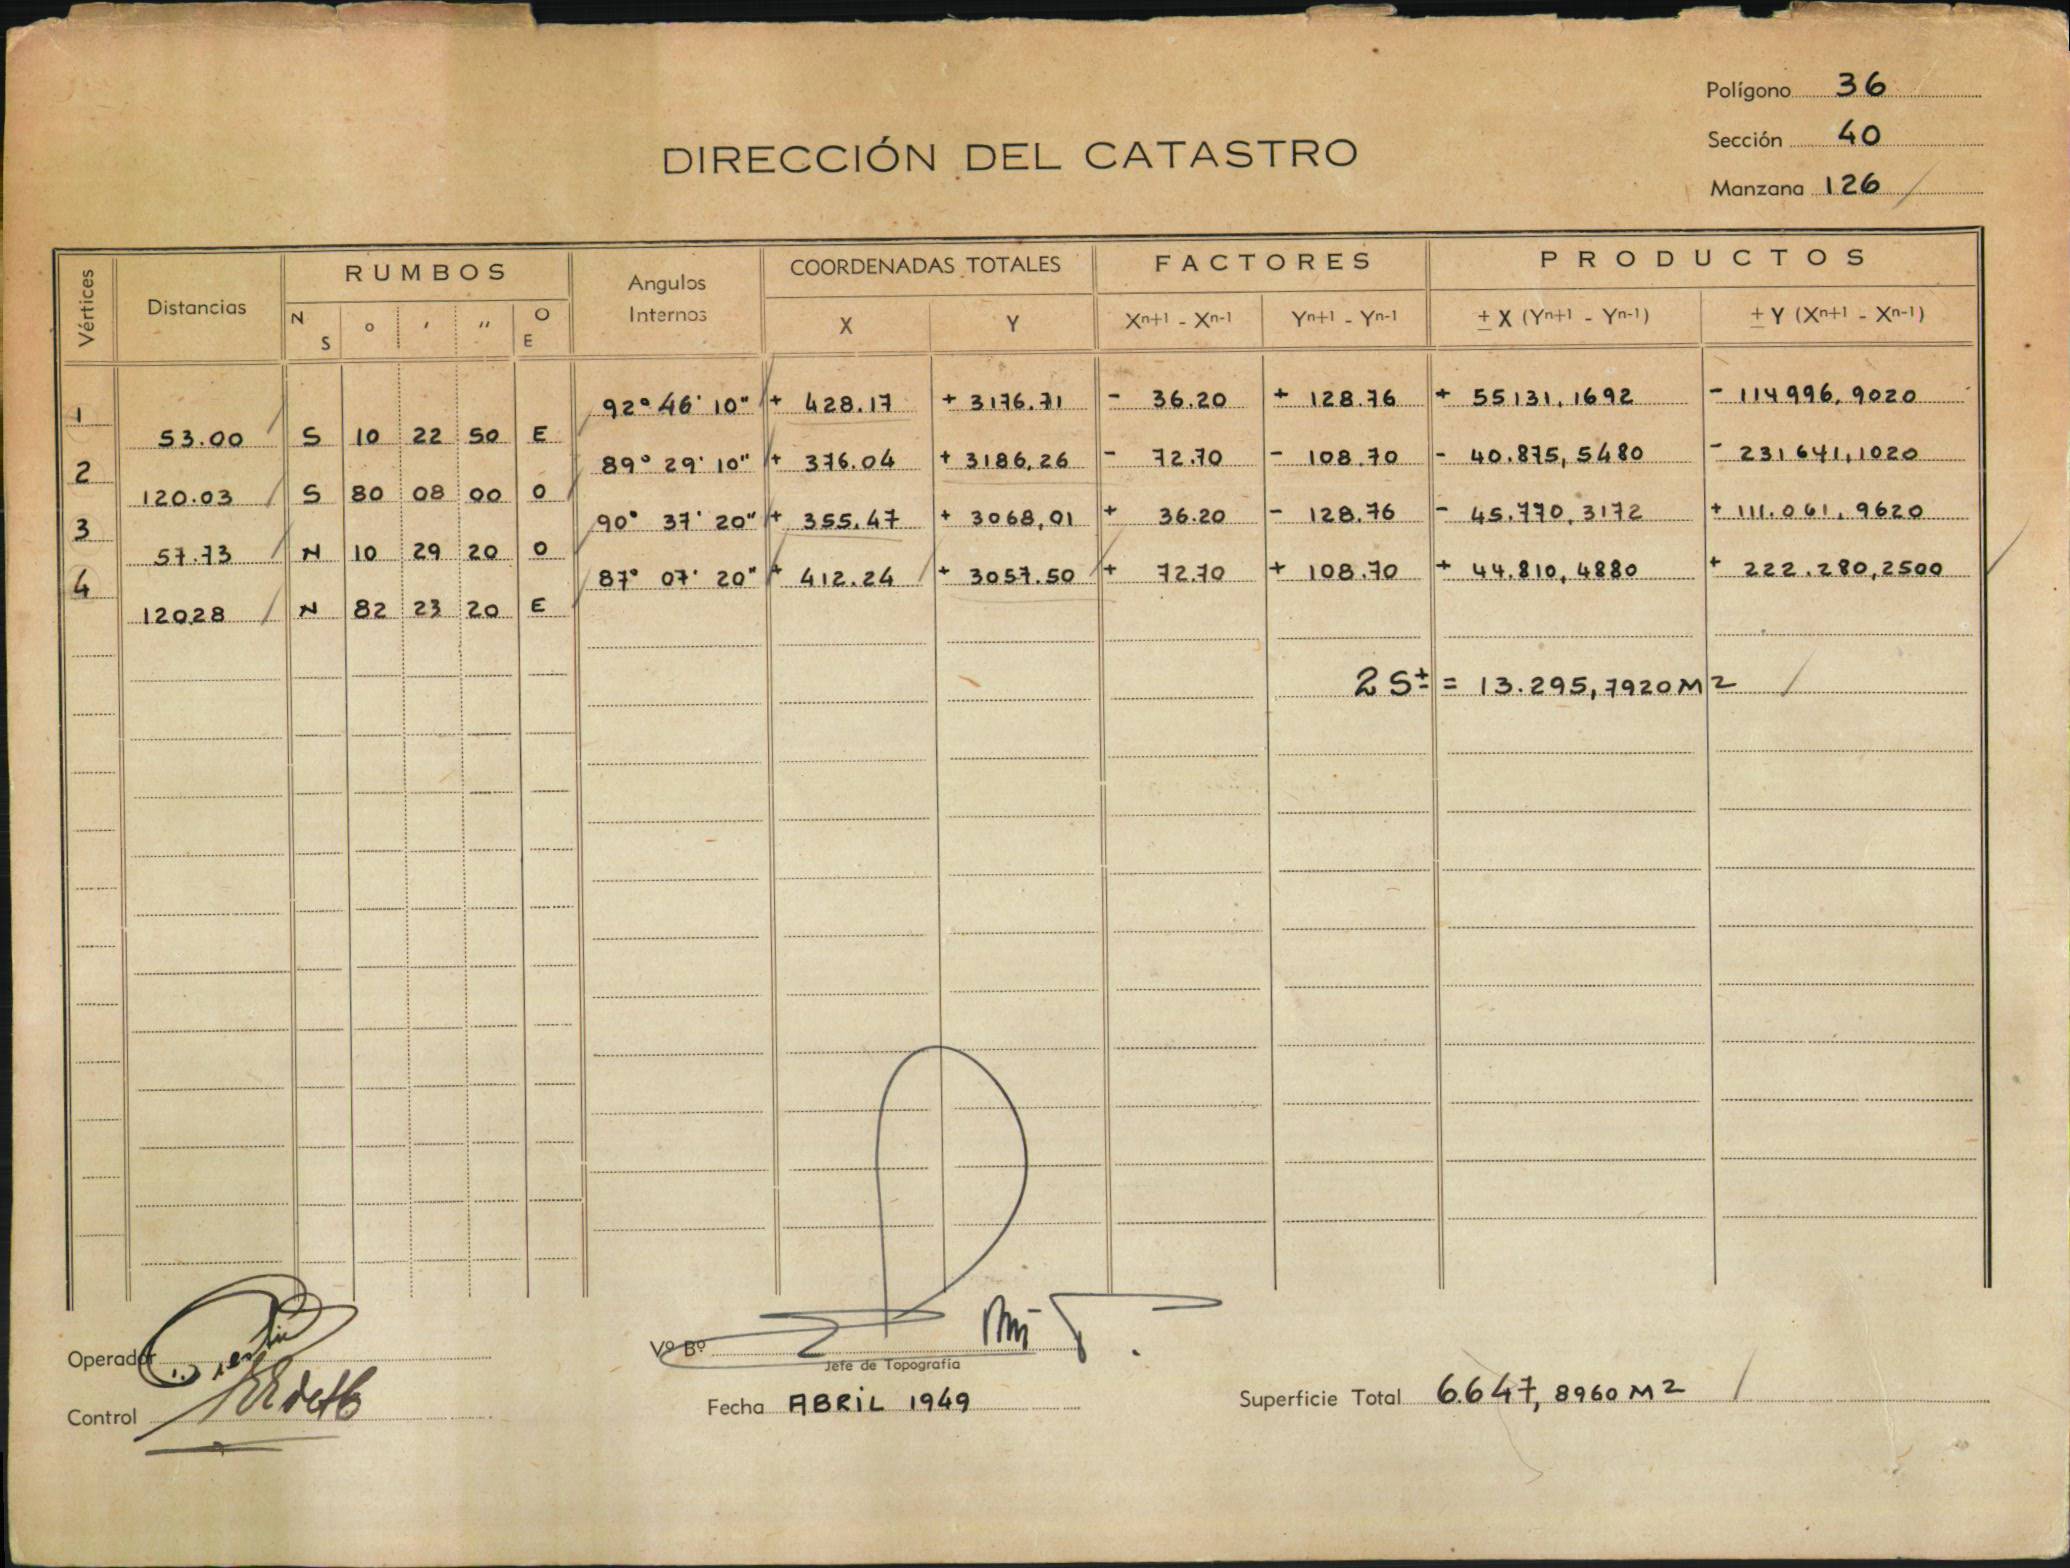 Polígono 36
Sección 40
Manzana 126
DIRECCIÓN DEL CATASTRO
Vértices Distancias RUMBOS Angulos Internos COORDENADAS TOTALES FACTORES PRODUCTOS
N S o ' '' O E X Y Xⁿ⁺¹ - Xⁿ⁻¹ Yⁿ⁺¹ - Yⁿ⁻¹ ± X (Yⁿ⁺¹ - Yⁿ⁻¹) ± Y (Xⁿ⁺¹ - Xⁿ⁻¹)
1 92° 46' 10" + 428.17 + 3176.71 - 36.20 + 128.76 + 55131,1692 - 114996,9020
53.00 S 10 22 50 E
2 89° 29' 10" + 376.04 + 3186,26 - 72.70 - 108.70 - 40.875,5480 - 231641,1020
120.03 S 80 08 00 O
3 90° 37' 20" + 355.47 + 3068,01 + 36.20 - 128.76 - 45.770,3172 + 111.061,9620
57.73 N 10 29 20 O
4 87° 07' 20" + 412.24 + 3057.50 + 72.70 + 108.70 + 44.810,4880 + 222.280,2500
120.28 N 82 23 20 E
2 S ± = 13.295,7920 M2
Operador
Control
Vº Bº
Jefe de Topografía
Fecha ABRIL 1949
Superficie Total 6.647,8960 M2